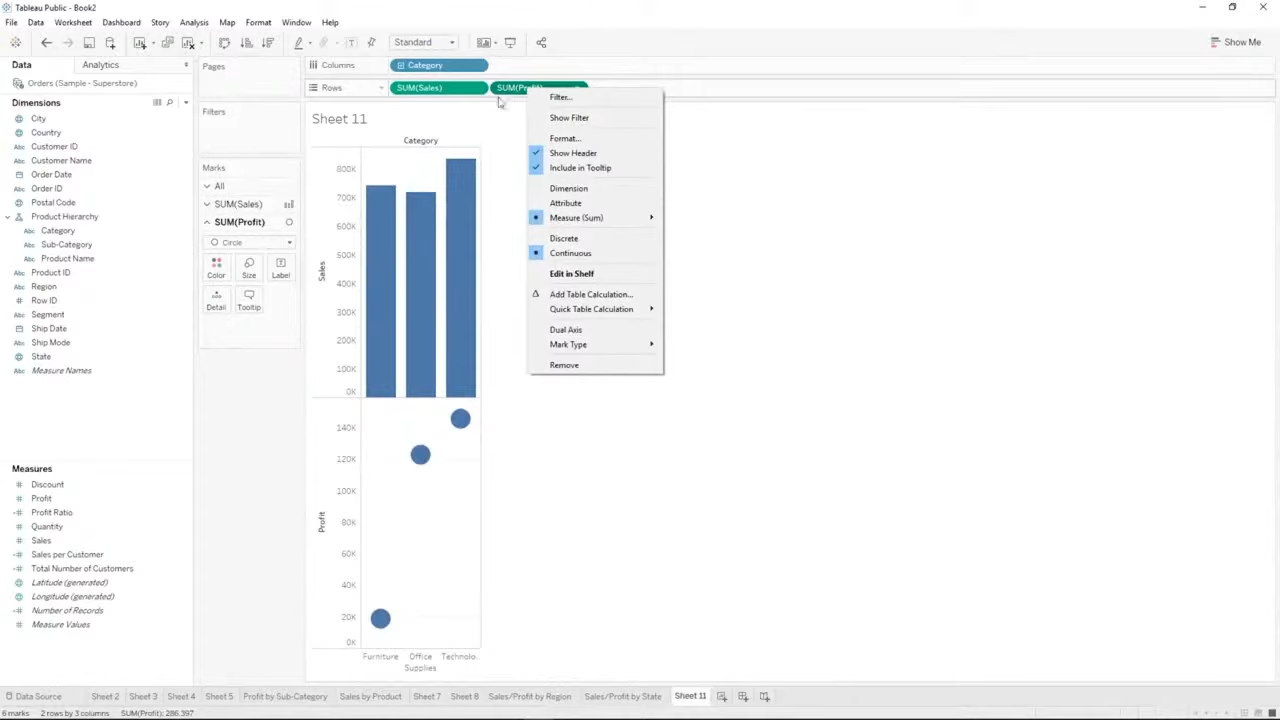 Tableau Public - Book2
File Data Worksheet Dashboard Story Analysis Map Format Window Help
Standard
Show Me
Data Analytics
Orders (Sample - Superstore)
Dimensions
City
Country
Customer ID
Customer Name
Order Date
Order ID
Postal Code
Product Hierarchy
Category
Sub-Category
Product Name
Product ID
Region
Row ID
Segment
Ship Date
Ship Mode
State
Measure Names
Measures
Discount
Profit
Profit Ratio
Quantity
Sales
Sales per Customer
Total Number of Customers
Latitude (generated)
Longitude (generated)
Number of Records
Measure Values
Pages
Filters
Marks
All
SUM(Sales)
SUM(Profit)
Circle
Color Size Label
Detail Tooltip
Columns Category
Rows SUM(Sales) SUM(Profit)
Sheet 11
Category
800K
700K
600K
500K
400K
300K
200K
100K
0K
Sales
140K
120K
100K
80K
60K
40K
20K
0K
Profit
Furniture Office Technolo..
Supplies
Filter...
Show Filter
Format...
Show Header
Include in Tooltip
Dimension
Attribute
Measure (Sum)
Discrete
Continuous
Edit in Shelf
Add Table Calculation...
Quick Table Calculation
Dual Axis
Mark Type
Remove
Data Source Sheet 2 Sheet 3 Sheet 4 Sheet 5 Profit by Sub-Category Sales by Product Sheet 7 Sheet 8 Sales/Profit by Region Sales/Profit by State Sheet 11
6 marks 2 rows by 3 columns SUM(Profit): 286,397